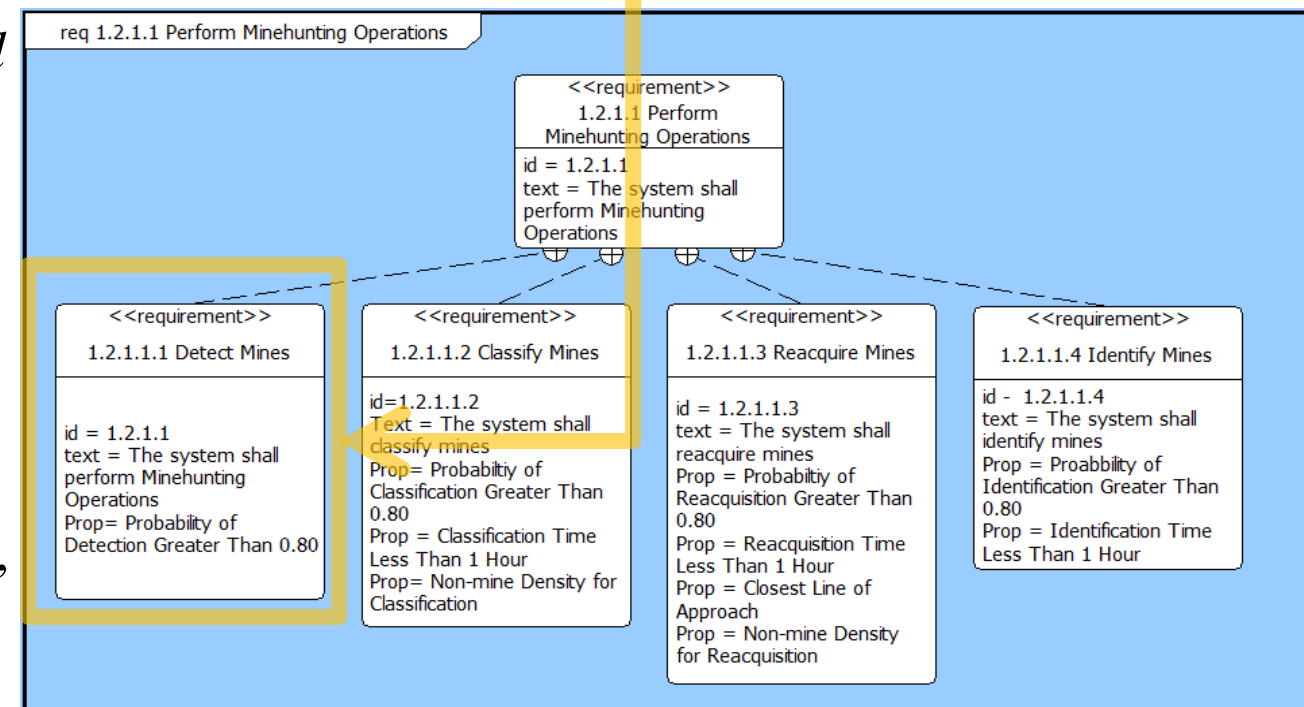 req 1.2.1.1 Perform Minehunting Operations
<<requirement>>
1.2.1.1 Perform
Minehunting Operations
id = 1.2.1.1
text = The system shall
perform Minehunting
Operations
<<requirement>>
1.2.1.1.1 Detect Mines
id = 1.2.1.1
text = The system shall
perform Minehunting
Operations
Prop= Probability of
Detection Greater Than 0.80
<<requirement>>
1.2.1.1.2 Classify Mines
id=1.2.1.1.2
Text = The system shall
classify mines
Prop= Probabiltiy of
Classification Greater Than
0.80
Prop = Classification Time
Less Than 1 Hour
Prop= Non-mine Density for
Classification
<<requirement>>
1.2.1.1.3 Reacquire Mines
id = 1.2.1.1.3
text = The system shall
reacquire mines
Prop = Probabiltiy of
Reacquisition Greater Than
0.80
Prop = Reacquisition Time
Less Than 1 Hour
Prop = Closest Line of
Approach
Prop = Non-mine Density
for Reacquisition
<<requirement>>
1.2.1.1.4 Identify Mines
id - 1.2.1.1.4
text = The system shall
identify mines
Prop = Proabbility of
Identification Greater Than
0.80
Prop = Identification Time
Less Than 1 Hour